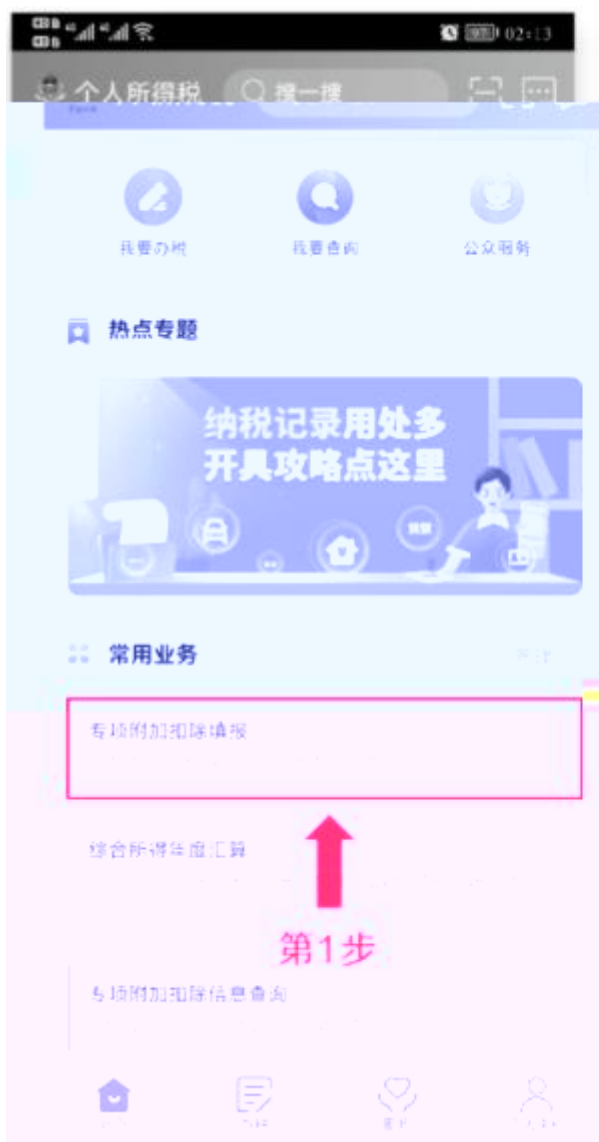 02:13
个人所得税 搜一搜
我要办税 我要查询 公众服务
热点专题
纳税记录用处多
开具攻略点这里
常用业务
专项附加扣除填报
综合所得年度汇算
第1步
专项附加扣除信息查询